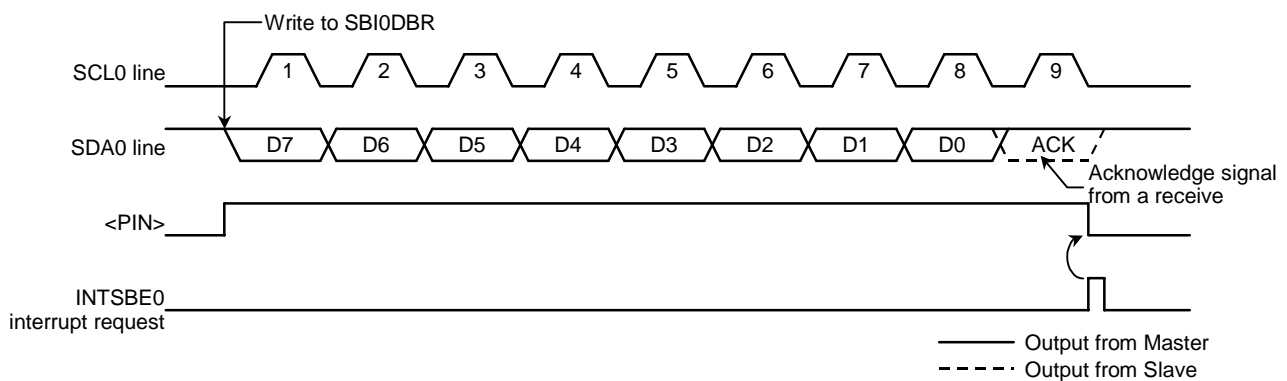 Write to SBI0DBR
SCL0 line
1 2 3 4 5 6 7 8 9
SDA0 line
D7 D6 D5 D4 D3 D2 D1 D0 ACK
Acknowledge signal
from a receive
<PIN>
INTSBE0
interrupt request
Output from Master
Output from Slave